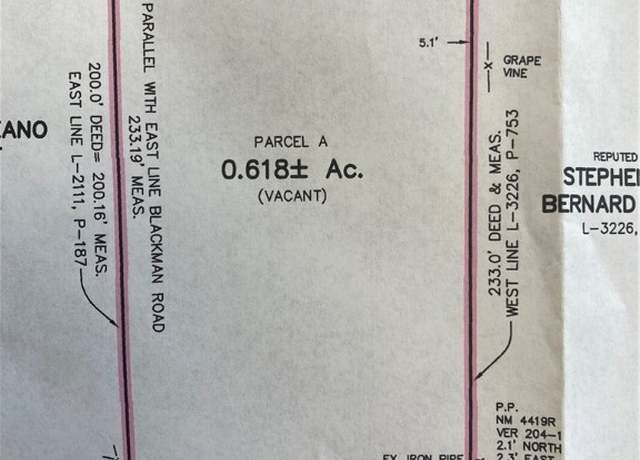 200.0' DEED= 200.16' MEAS.
EAST LINE L-2111, P-187
PARALLEL WITH EAST LINE BLACKMAN ROAD
233.19' MEAS.
PARCEL A
0.618± Ac.
(VACANT)
5.1'
X
GRAPE
VINE
233.0' DEED & MEAS.
WEST LINE L-3226, P-753
REPUTED
BERNARD
L-3226,
P.P.
NM 4419R
VER 204-1
2.1' NORTH
2.3' EAST
EX. IRON PIPE